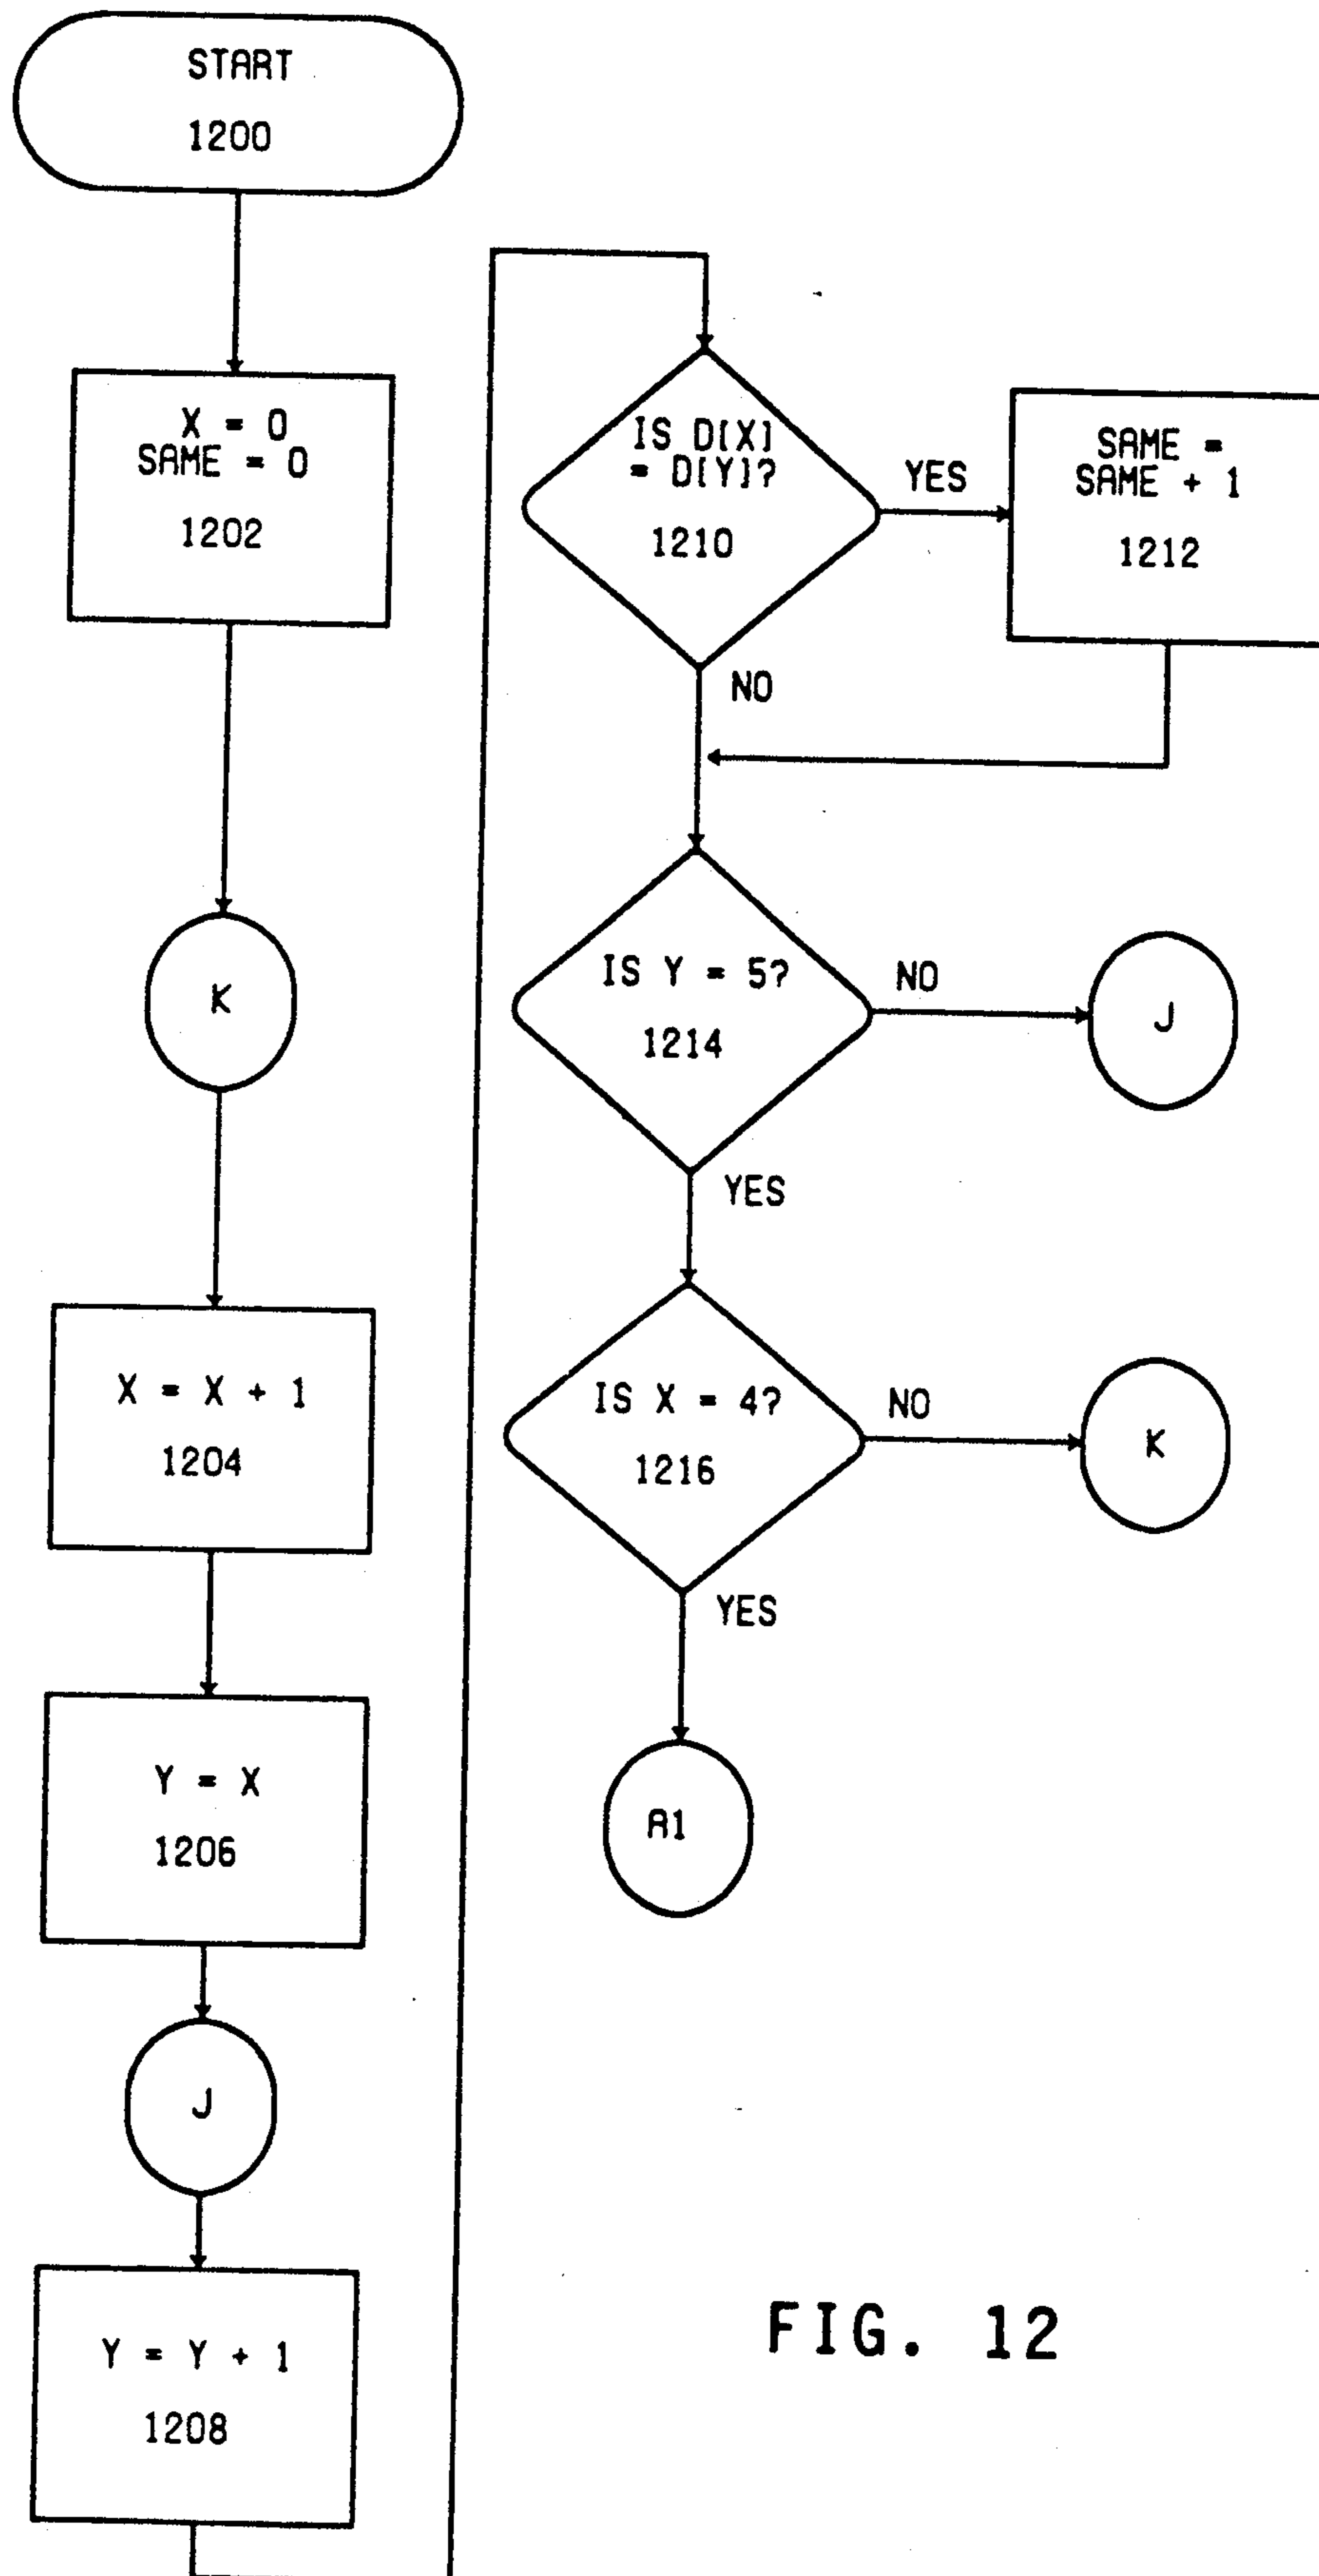 START
1200
X = 0
SAME = 0
1202
K
X = X + 1
1204
Y = X
1206
J
Y = Y + 1
1208
IS D[X]
= D[Y]?
1210
YES
SAME =
SAME + 1
1212
NO
IS Y = 5?
1214
NO
J
YES
IS X = 4?
1216
NO
K
YES
A1
FIG. 12